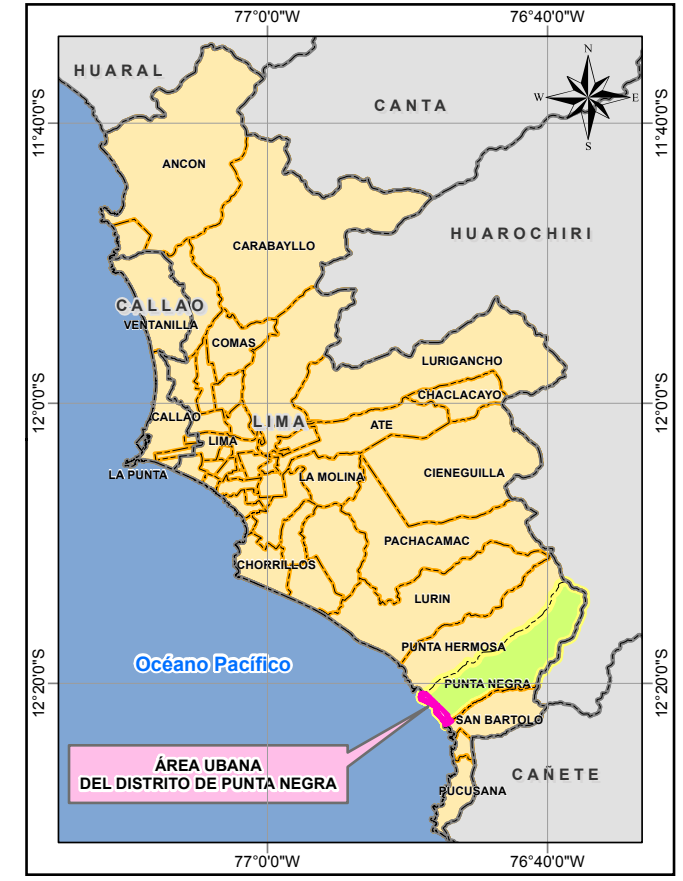 77°0'0"W
76°40'0"W
HUARAL
N
W
E
S
CANTA
11°40'0"S
11°40'0"S
ANCON
HUAROCHIRI
CARABAYLLO
CALLAO
VENTANILLA
COMAS
LURIGANCHO
CHACLACAYO
12°0'0"S
12°0'0"S
CALLAO
LIMA
ATE
LIMA
LA PUNTA
LA MOLINA
CIENEGUILLA
PACHACAMAC
CHORRILLOS
LURIN
PUNTA HERMOSA
Océano Pacífico
12°20'0"S
12°20'0"S
PUNTA NEGRA
SAN BARTOLO
ÁREA UBANA
DEL DISTRITO DE PUNTA NEGRA
CAÑETE
PUCUSANA
77°0'0"W
76°40'0"W